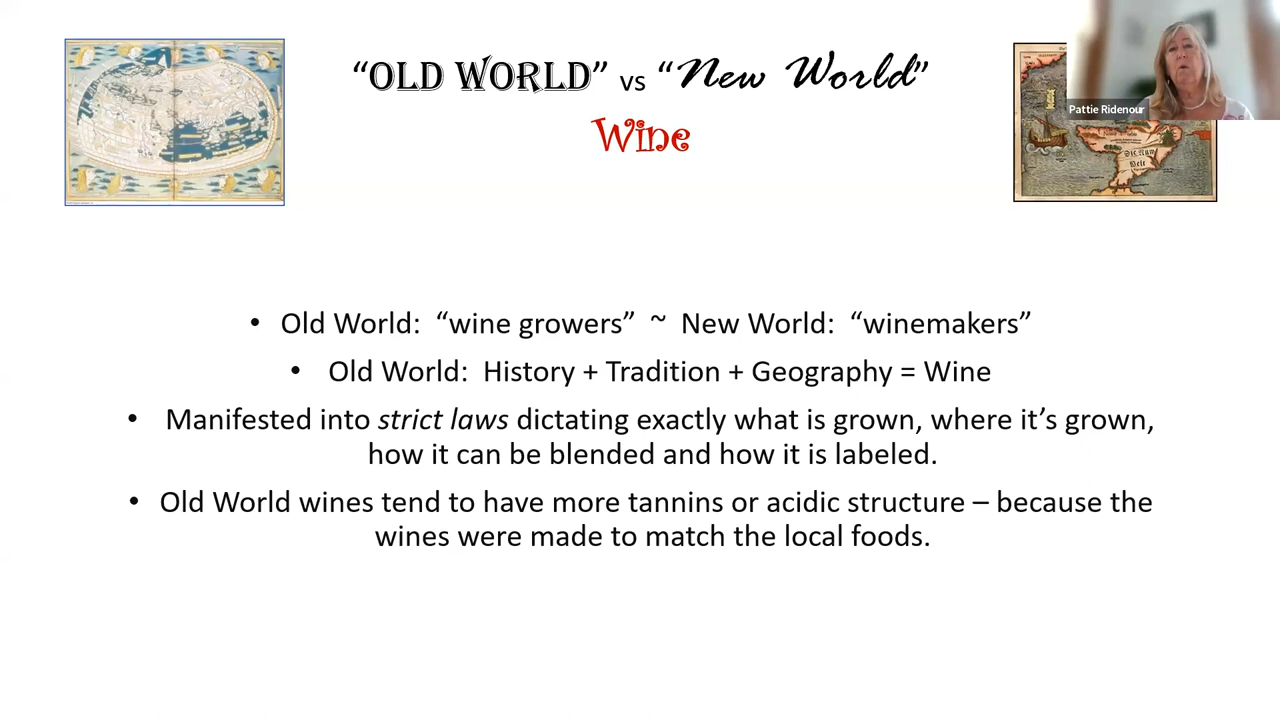 “OLD WORLD” vs “New World”
Wine
Pattie Ridenour
• Old World: “wine growers” ~ New World: “winemakers”
• Old World: History + Tradition + Geography = Wine
• Manifested into strict laws dictating exactly what is grown, where it’s grown,
how it can be blended and how it is labeled.
• Old World wines tend to have more tannins or acidic structure – because the
wines were made to match the local foods.